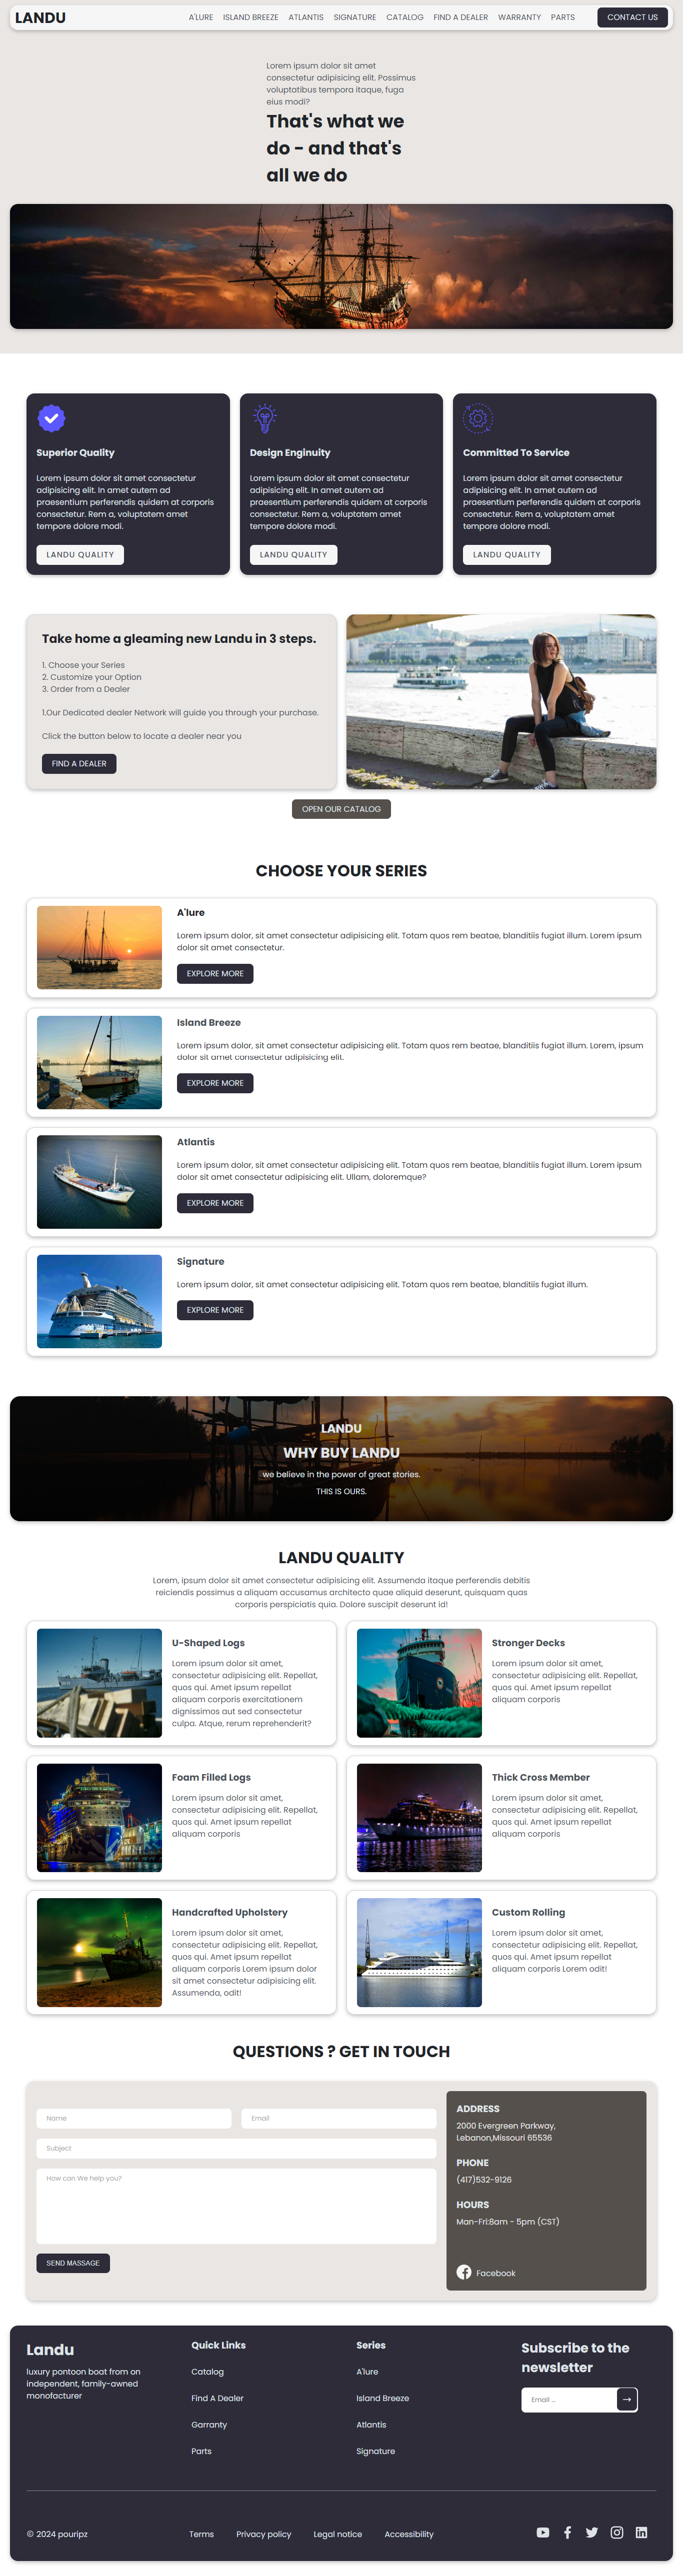 LANDU
A'LURE ISLAND BREEZE ATLANTIS SIGNATURE CATALOG FIND A DEALER WARRANTY PARTS
CONTACT US
Lorem ipsum dolor sit amet
consectetur adipisicing elit. Possimus
voluptatibus tempora itaque, fuga
eius modi?
That's what we
do - and that's
all we do
Superior Quality
Lorem ipsum dolor sit amet consectetur
adipisicing elit. In amet autem ad
praesentium perferendis quidem at corporis
consectetur. Rem a, voluptatem amet
tempore dolore modi.
LANDU QUALITY
Design Enginuity
Lorem ipsum dolor sit amet consectetur
adipisicing elit. In amet autem ad
praesentium perferendis quidem at corporis
consectetur. Rem a, voluptatem amet
tempore dolore modi.
LANDU QUALITY
Committed To Service
Lorem ipsum dolor sit amet consectetur
adipisicing elit. In amet autem ad
praesentium perferendis quidem at corporis
consectetur. Rem a, voluptatem amet
tempore dolore modi.
LANDU QUALITY
Take home a gleaming new Landu in 3 steps.
1. Choose your Series
2. Customize your Option
3. Order from a Dealer
1.Our Dedicated dealer Network will guide you through your purchase.
Click the button below to locate a dealer near you
FIND A DEALER
OPEN OUR CATALOG
CHOOSE YOUR SERIES
A'lure
Lorem ipsum dolor, sit amet consectetur adipisicing elit. Totam quos rem beatae, blanditiis fugiat illum. Lorem ipsum
dolor sit amet consectetur.
EXPLORE MORE
Island Breeze
Lorem ipsum dolor, sit amet consectetur adipisicing elit. Totam quos rem beatae, blanditiis fugiat illum. Lorem, ipsum
dolor sit amet consectetur adipisicing elit.
EXPLORE MORE
Atlantis
Lorem ipsum dolor, sit amet consectetur adipisicing elit. Totam quos rem beatae, blanditiis fugiat illum. Lorem ipsum
dolor sit amet consectetur adipisicing elit. Ullam, doloremque?
EXPLORE MORE
Signature
Lorem ipsum dolor, sit amet consectetur adipisicing elit. Totam quos rem beatae, blanditiis fugiat illum.
EXPLORE MORE
LANDU
WHY BUY LANDU
we believe in the power of great stories.
THIS IS OURS.
LANDU QUALITY
Lorem, ipsum dolor sit amet consectetur adipisicing elit. Assumenda itaque perferendis debitis
reiciendis possimus a aliquam accusamus architecto quae aliquid deserunt, quisquam quas
corporis perspiciatis quia. Dolore suscipit deserunt id!
U-Shaped Logs
Lorem ipsum dolor sit amet,
consectetur adipisicing elit. Repellat,
quos qui. Amet ipsum repellat
aliquam corporis exercitationem
dignissimos aut sed consectetur
culpa. Atque, rerum reprehenderit?
Stronger Decks
Lorem ipsum dolor sit amet,
consectetur adipisicing elit. Repellat,
quos qui. Amet ipsum repellat
aliquam corporis
Foam Filled Logs
Lorem ipsum dolor sit amet,
consectetur adipisicing elit. Repellat,
quos qui. Amet ipsum repellat
aliquam corporis
Thick Cross Member
Lorem ipsum dolor sit amet,
consectetur adipisicing elit. Repellat,
quos qui. Amet ipsum repellat
aliquam corporis
Handcrafted Upholstery
Lorem ipsum dolor sit amet,
consectetur adipisicing elit. Repellat,
quos qui. Amet ipsum repellat
aliquam corporis Lorem ipsum dolor
sit amet consectetur adipisicing elit.
Assumenda, odit!
Custom Rolling
Lorem ipsum dolor sit amet,
consectetur adipisicing elit. Repellat,
quos qui. Amet ipsum repellat
aliquam corporis Lorem odit!
QUESTIONS ? GET IN TOUCH
Name
Email
Subject
How can We help you?
SEND MASSAGE
ADDRESS
2000 Evergreen Parkway,
Lebanon,Missouri 65536
PHONE
(417)532-9126
HOURS
Man-Fri:8am - 5pm (CST)
Facebook
Landu
luxury pontoon boat from on
independent, family-awned
monofacturer
Quick Links
Catalog
Find A Dealer
Garranty
Parts
Series
A'lure
Island Breeze
Atlantis
Signature
Subscribe to the
newsletter
Email ...
© 2024 pouripz
Terms Privacy policy Legal notice Accessibility